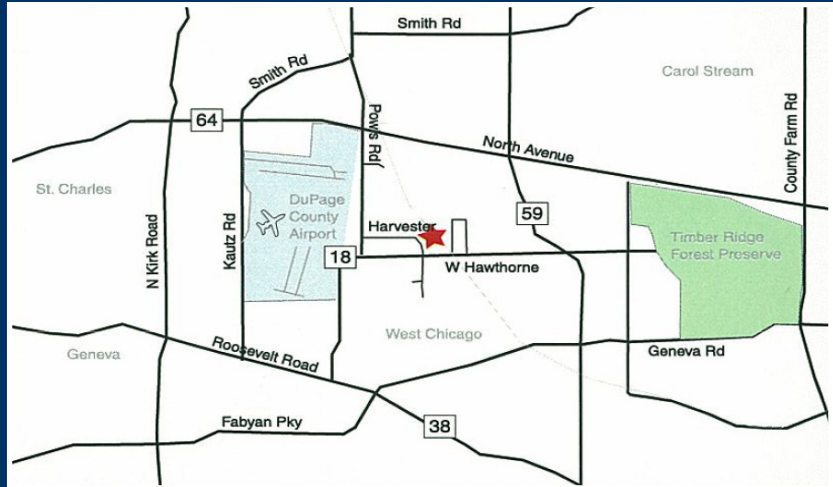 Smith Rd
Smith Rd
Carol Stream
64
Powis Rd
North Avenue
County Farm Rd
St. Charles
N Kirk Road
Kautz Rd
DuPage
County
Airport
Harvester
59
18
W Hawthorne
Timber Ridge
Forest Preserve
West Chicago
Geneva
Roosevelt Road
Geneva Rd
Fabyan Pky
38